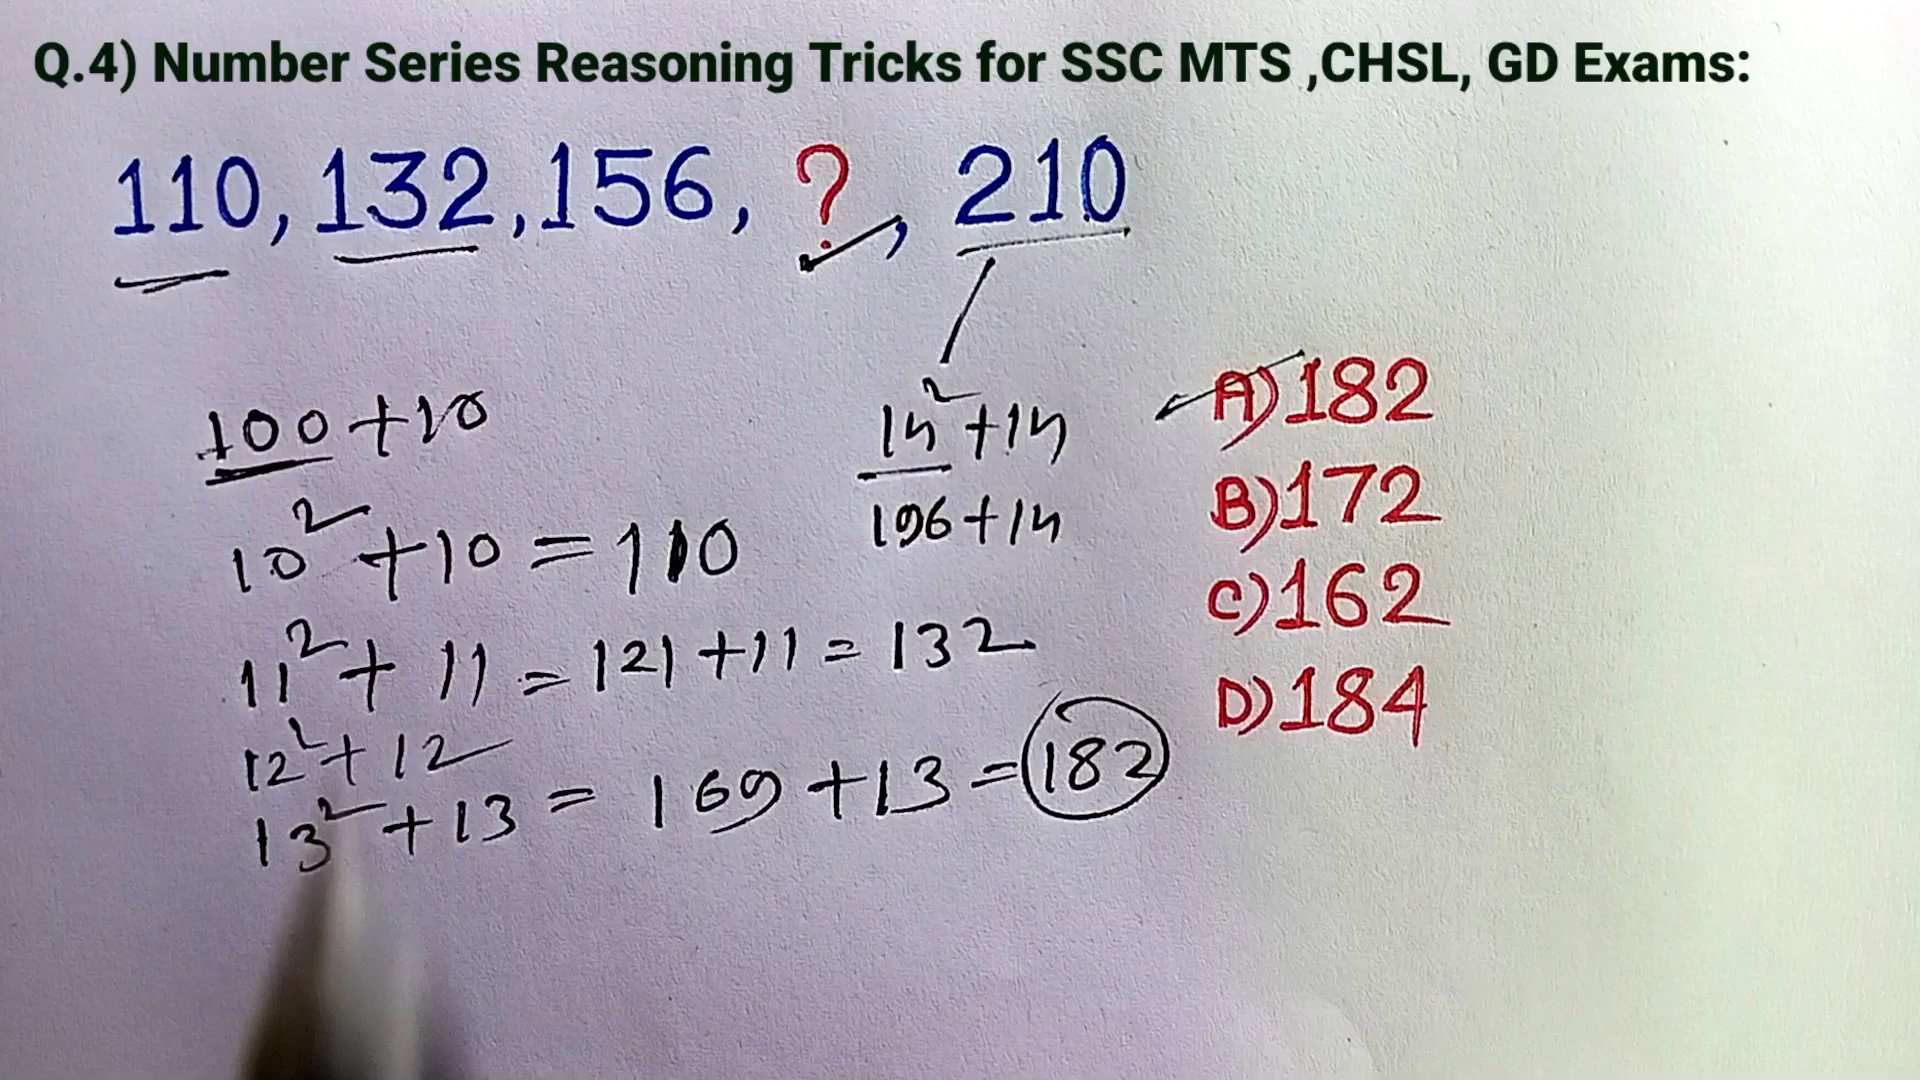 Q.4) Number Series Reasoning Tricks for SSC MTS ,CHSL, GD Exams:
110, 132, 156, ?, 210
100 + 10
10² + 10 = 110
11² + 11 = 121 + 11 = 132
12² + 12
13² + 13 = 169 + 13 = 182
14² + 14
196 + 14
A) 182
B) 172
C) 162
D) 184